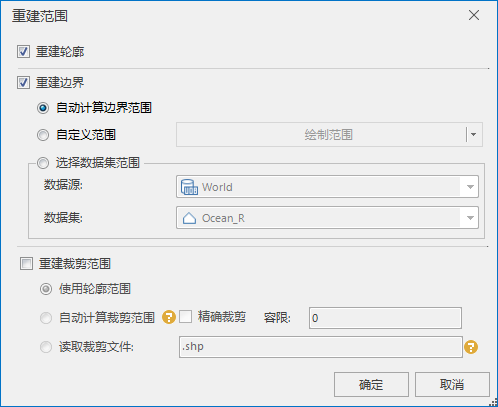 重建范围
重建轮廓
重建边界
自动计算边界范围
自定义范围 绘制范围
选择数据集范围
数据源: World
数据集: Ocean_R
重建裁剪范围
使用轮廓范围
自动计算裁剪范围 ? 精确裁剪 容限: 0
读取裁剪文件: .shp ?
确定 取消